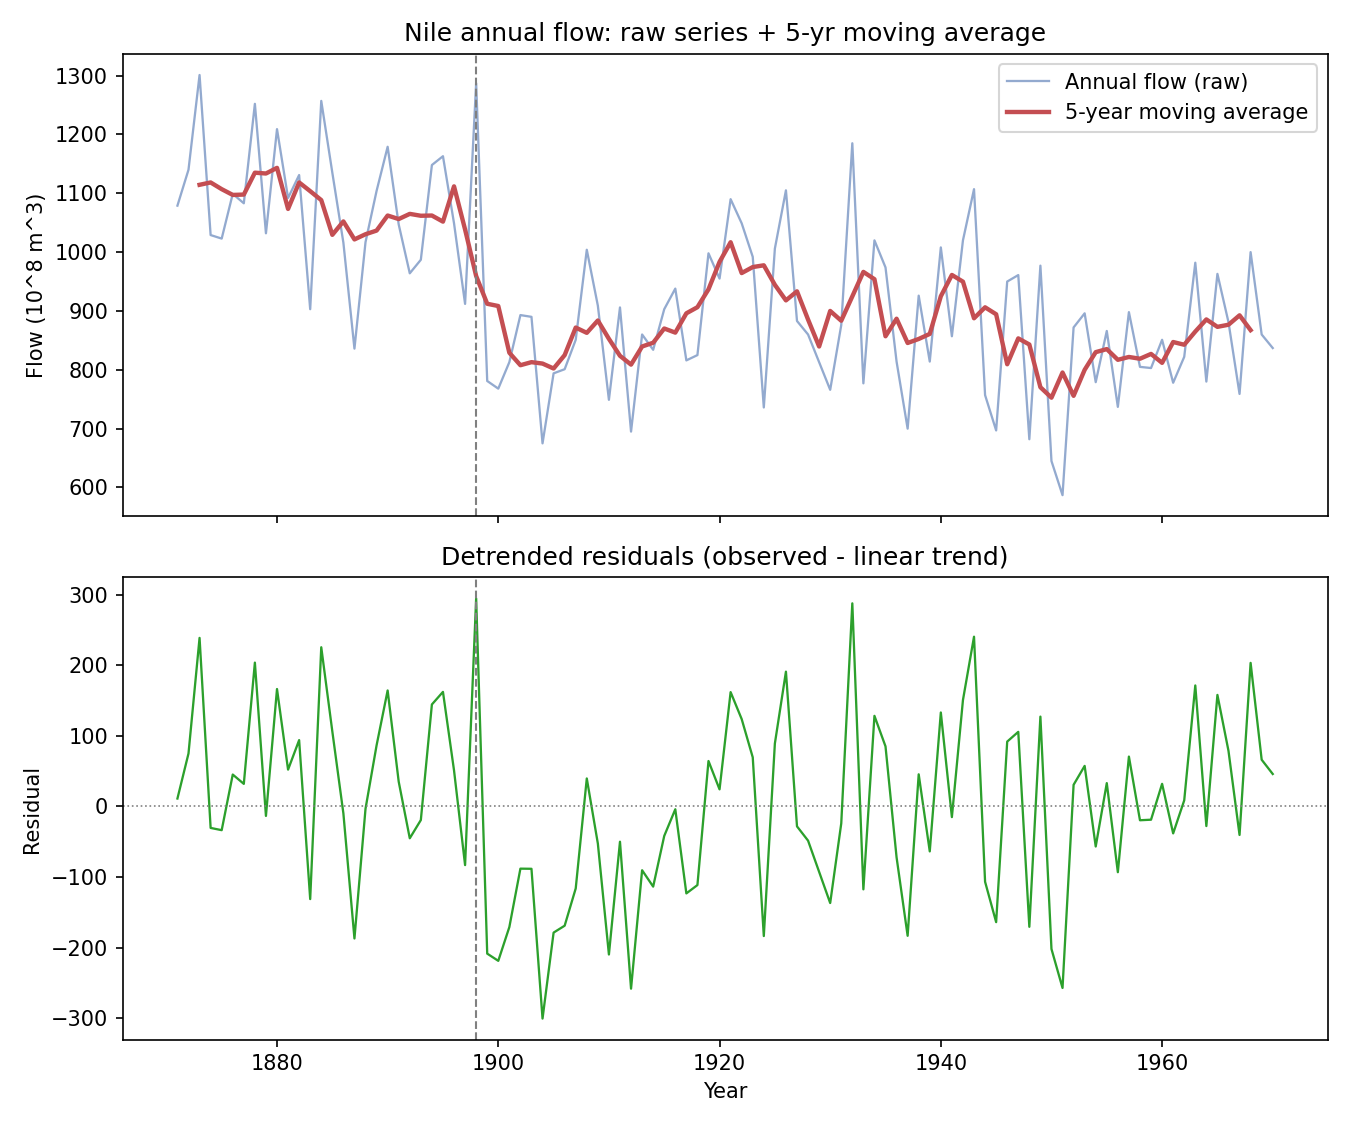 Nile annual flow: raw series + 5-yr moving average
Flow (10^8 m^3)
1300
1200
1100
1000
900
800
700
600
Annual flow (raw)
5-year moving average
Detrended residuals (observed - linear trend)
Residual
300
200
100
0
−100
−200
−300
1880 1900 1920 1940 1960
Year